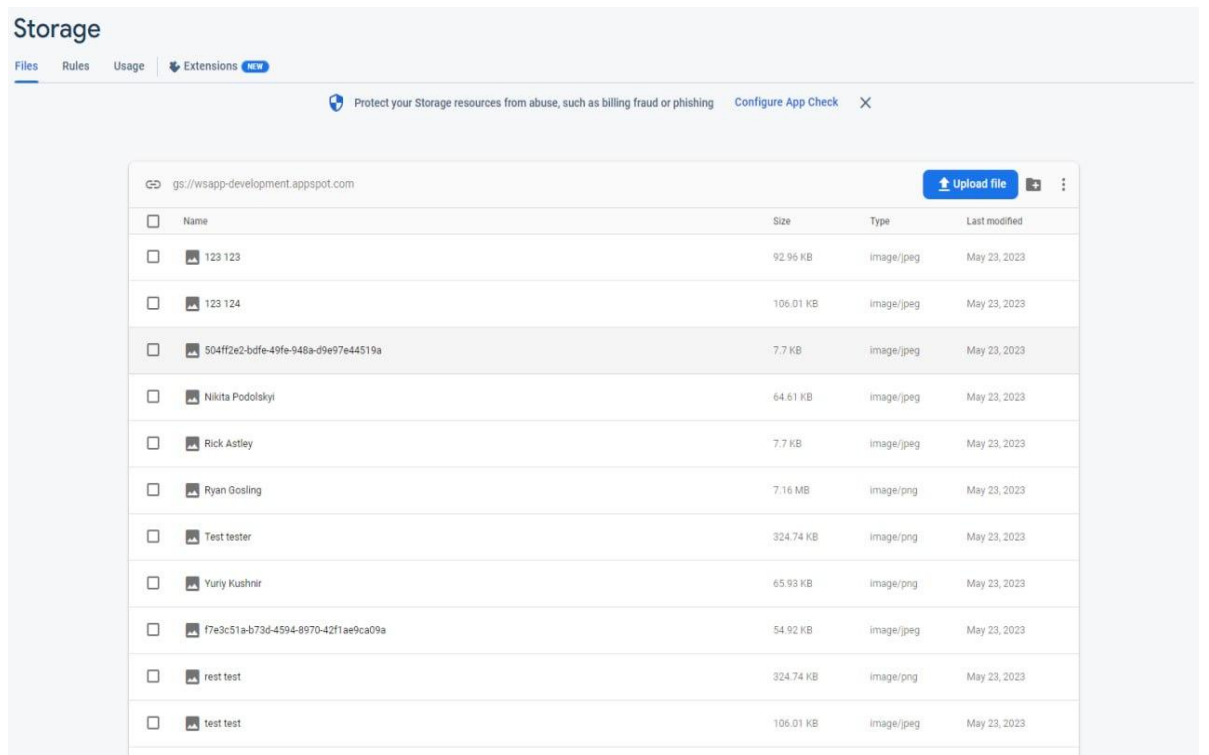 Storage
Files Rules Usage Extensions NEW
Protect your Storage resources from abuse, such as billing fraud or phishing Configure App Check
gs://wsapp-development.appspot.com Upload file
Name Size Type Last modified
123 123 92.96 KB image/jpeg May 23, 2023
123 124 106.01 KB image/jpeg May 23, 2023
504ff2e2-bdfe-49fe-948a-d9e97e44519a 7.7 KB image/jpeg May 23, 2023
Nikita Podolskyi 64.61 KB image/jpeg May 23, 2023
Rick Astley 7.7 KB image/jpeg May 23, 2023
Ryan Gosling 7.16 MB image/png May 23, 2023
Test tester 324.74 KB image/png May 23, 2023
Yuriy Kushnir 65.93 KB image/png May 23, 2023
f7e3c51a-b73d-4594-8970-42f1ae9ca09a 54.92 KB image/jpeg May 23, 2023
rest test 324.74 KB image/png May 23, 2023
test test 106.01 KB image/jpeg May 23, 2023